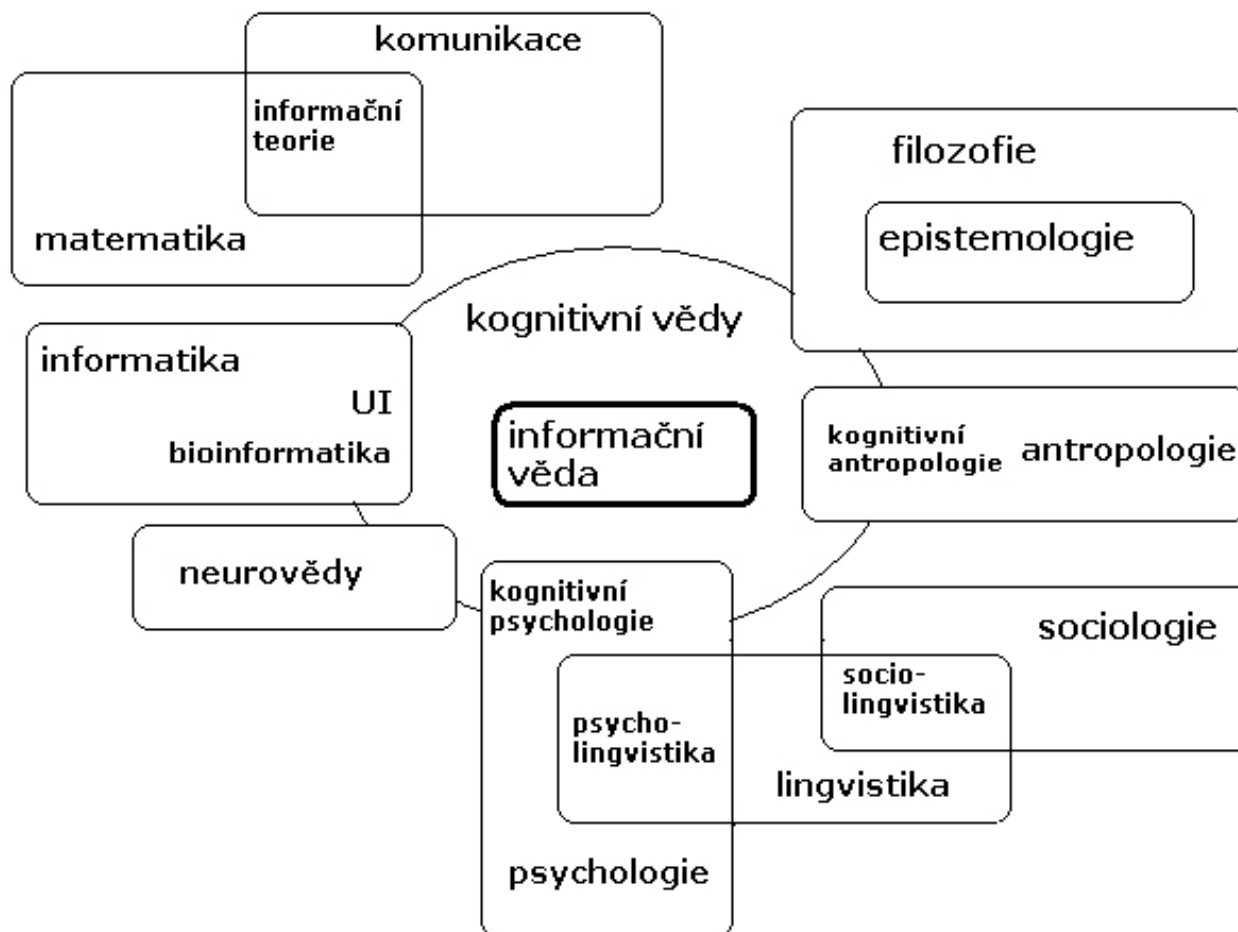 komunikace
informační
teorie
matematika
filozofie
epistemologie
kognitivní vědy
informatika
UI
bioinformatika
informační
věda
kognitivní
antropologie
antropologie
neurovědy
kognitivní
psychologie
sociologie
socio-
lingvistika
psycho-
lingvistika
lingvistika
psychologie